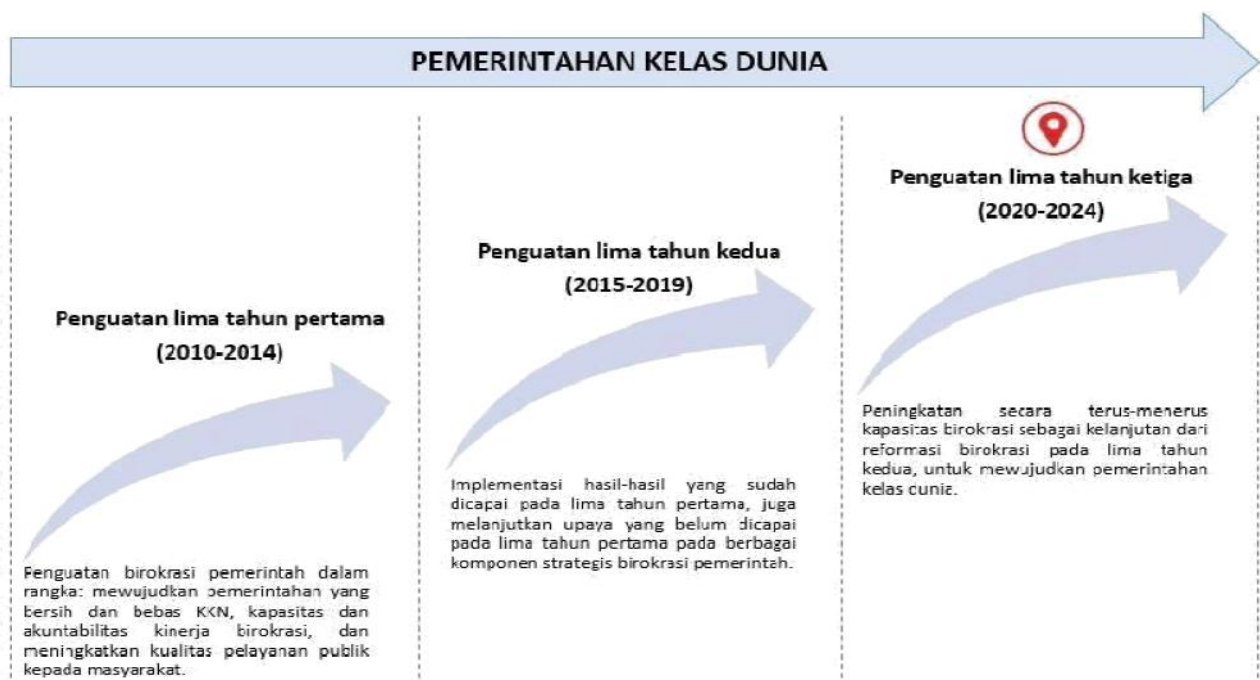 PEMERINTAHAN KELAS DUNIA
Penguatan lima tahun pertama
(2010-2014)
Penguatan birokrasi pemerintah dalam
rangka: mewujudkan pemerintahan yang
bersih dan bebas KKN, kapasitas dan
akuntabilitas kinerja birokrasi, dan
meningkatkan kualitas pelayanan publik
kepada masyarakat.
Penguatan lima tahun kedua
(2015-2019)
Implementasi hasil-hasil yang sudah
dicapai pada lima tahun pertama, juga
melanjutkan upaya yang belum dicapai
pada lima tahun pertama pada berbagai
komponen strategis birokrasi pemerintah.
Penguatan lima tahun ketiga
(2020-2024)
Peningkatan secara terus-menerus
kapasitas birokrasi sebagai kelanjutan dari
reformasi birokrasi pada lima tahun
kedua, untuk mewujudkan pemerintahan
kelas dunia.